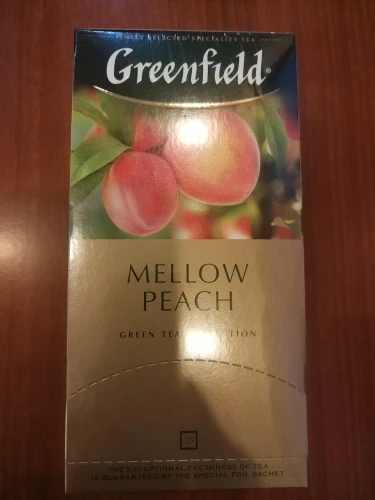 FINELY SELECTED SPECIALITY TEA
Greenfield®
MELLOW
PEACH
GREEN TEA
25
THE EXCEPTIONAL FRESHNESS OF TEA
IS GUARANTEED BY THE SPECIAL FOIL SACHET